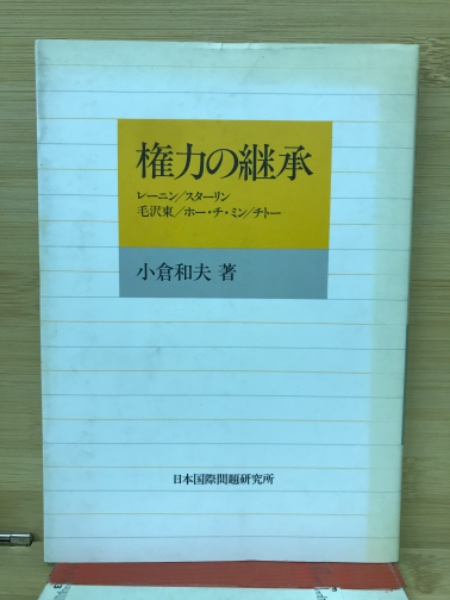 権力の継承
レーニン/スターリン
毛沢東/ホー・チ・ミン/チトー
小倉和夫 著
日本国際問題研究所